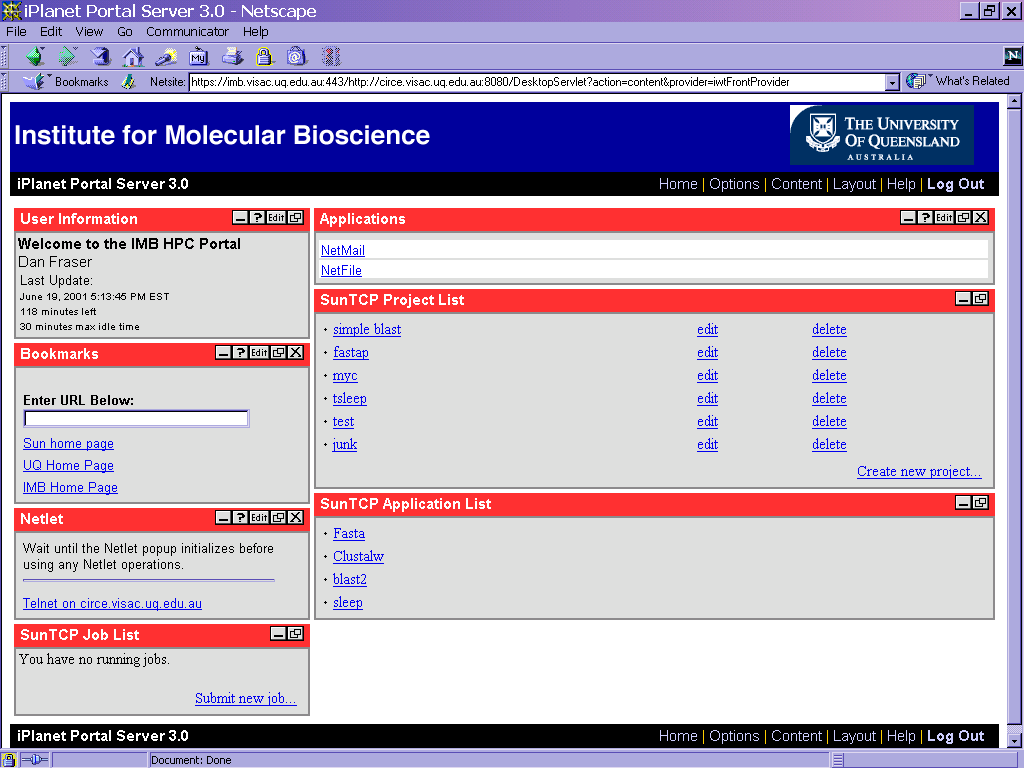 iPlanet Portal Server 3.0 - Netscape
File Edit View Go Communicator Help
My
N
Bookmarks Netsite: https://imb.visac.uq.edu.au:443/http://circe.visac.uq.edu.au:8080/DesktopServlet?action=content&provider=iwtFrontProvider What's Related
Institute for Molecular Bioscience
THE UNIVERSITY
OF QUEENSLAND
AUSTRALIA
iPlanet Portal Server 3.0
Home | Options | Content | Layout | Help | Log Out
User Information ? Edit
Welcome to the IMB HPC Portal
Dan Fraser
Last Update:
June 19, 2001 5:13:45 PM EST
118 minutes left
30 minutes max idle time
Bookmarks ? Edit
Enter URL Below:
Sun home page
UQ Home Page
IMB Home Page
Netlet ? Edit
Wait until the Netlet popup initializes before
using any Netlet operations.
Telnet on circe.visac.uq.edu.au
SunTCP Job List
You have no running jobs.
Submit new job...
Applications ? Edit
NetMail
NetFile
SunTCP Project List
· simple blast edit delete
· fastap edit delete
· myc edit delete
· tsleep edit delete
· test edit delete
· junk edit delete
Create new project...
SunTCP Application List
· Fasta
· Clustalw
· blast2
· sleep
iPlanet Portal Server 3.0
Home | Options | Content | Layout | Help | Log Out
Document: Done